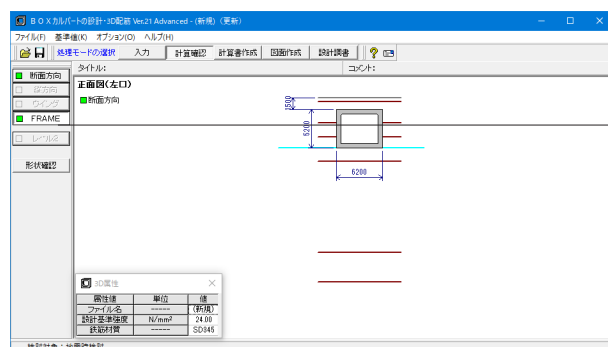 BOXカルバートの設計・3D配筋 Ver.21 Advanced - (新規) (更新)
ファイル(F) 基準値(K) オプション(O) ヘルプ(H)
処理モードの選択 入力 計算確認 計算書作成 図面作成 設計調書
断面方向 タイトル: コメント:
縦方向 正面図(左口)
ウイング 断面方向
FRAME
レベル2
形状確認
1500
6200
6200
3D属性
属性値 単位 値
ファイル名 ----- (新規)
設計基準強度 N/mm² 24.00
鉄筋材質 ----- SD345